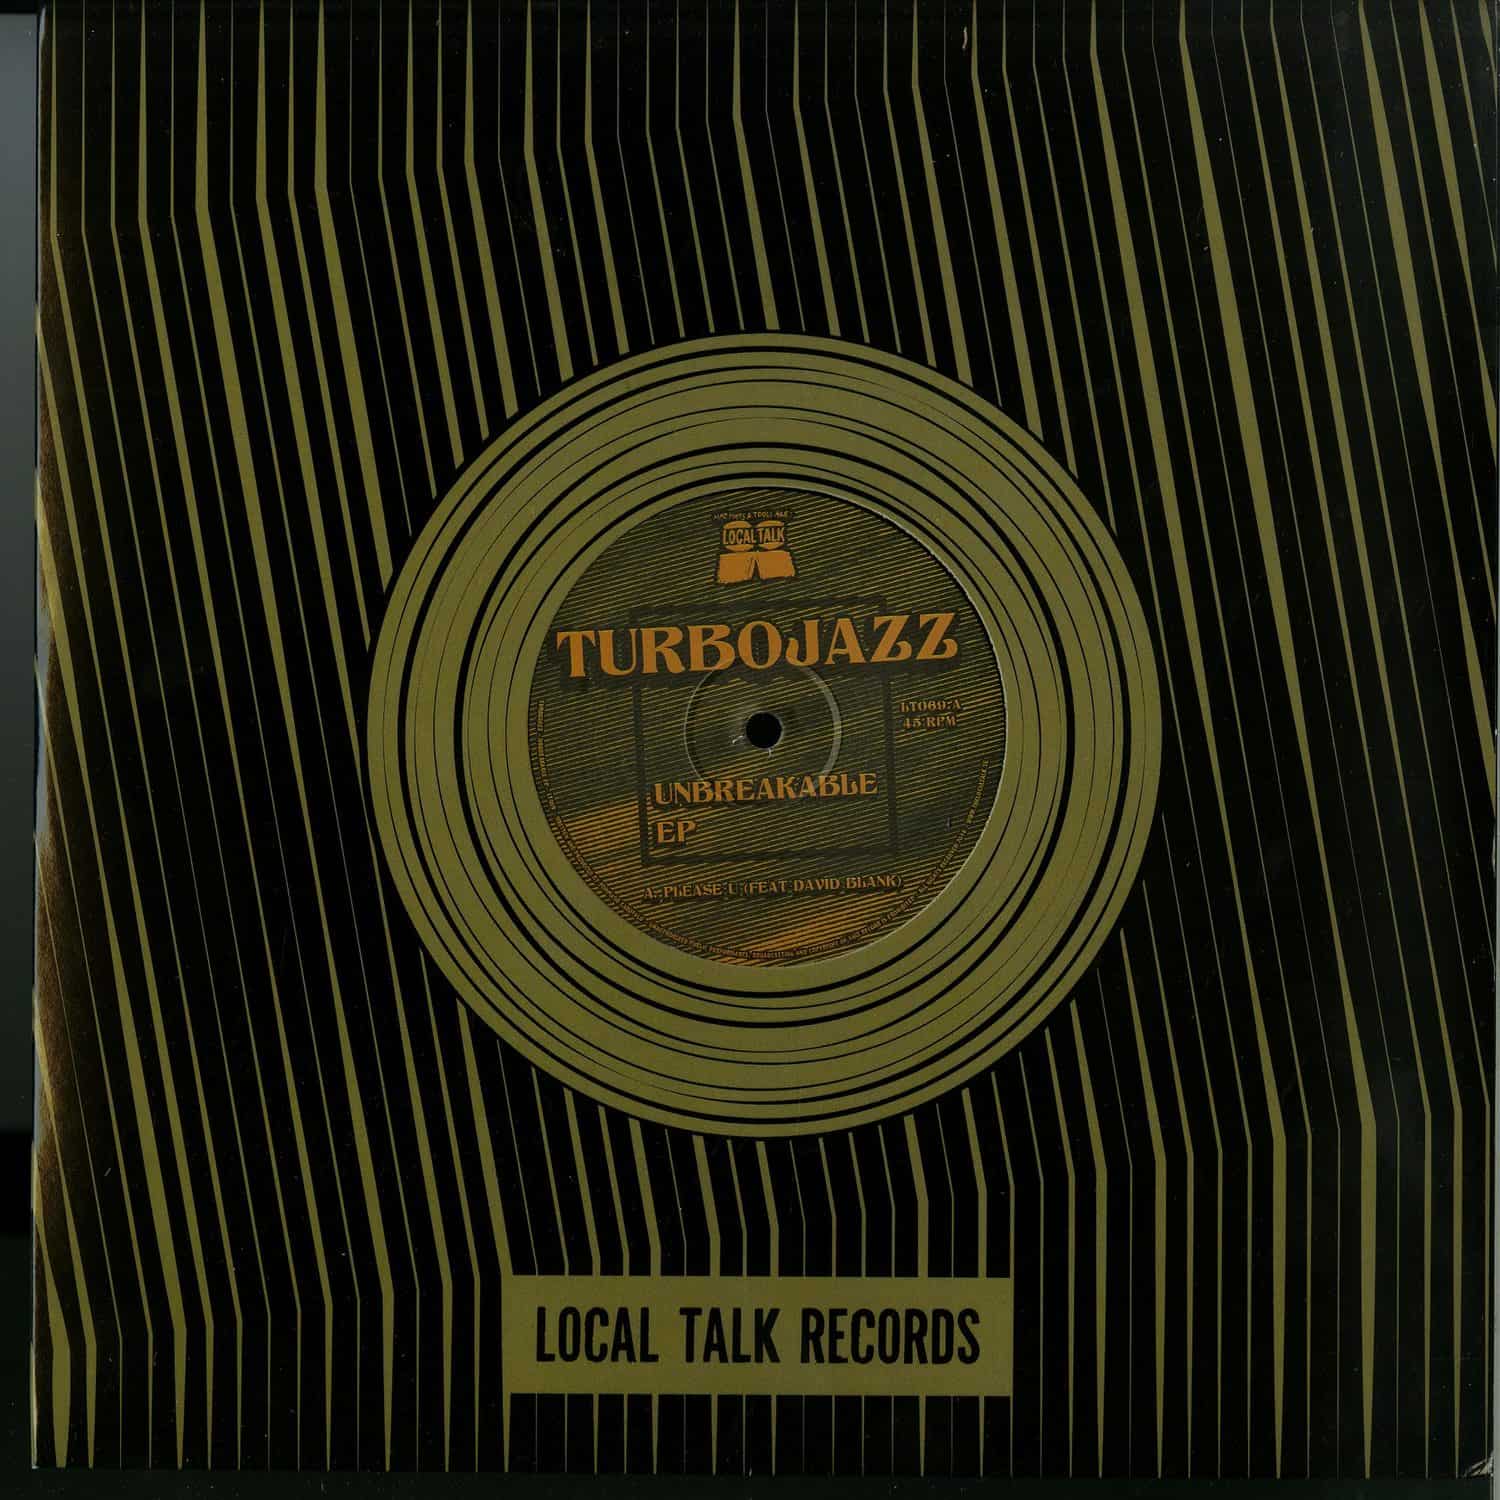 LOCAL TALK
TURBOJAZZ
LT069-A
45 RPM
UNBREAKABLE
EP
A. PLEASE U (FEAT. DAVID BLANK)
LOCAL TALK RECORDS